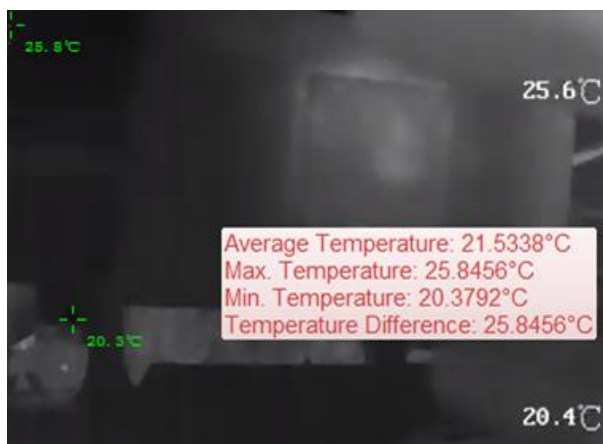 25.8℃
25.6℃
Average Temperature: 21.5338°C
Max. Temperature: 25.8456°C
Min. Temperature: 20.3792°C
Temperature Difference: 25.8456°C
20.3℃
20.4℃